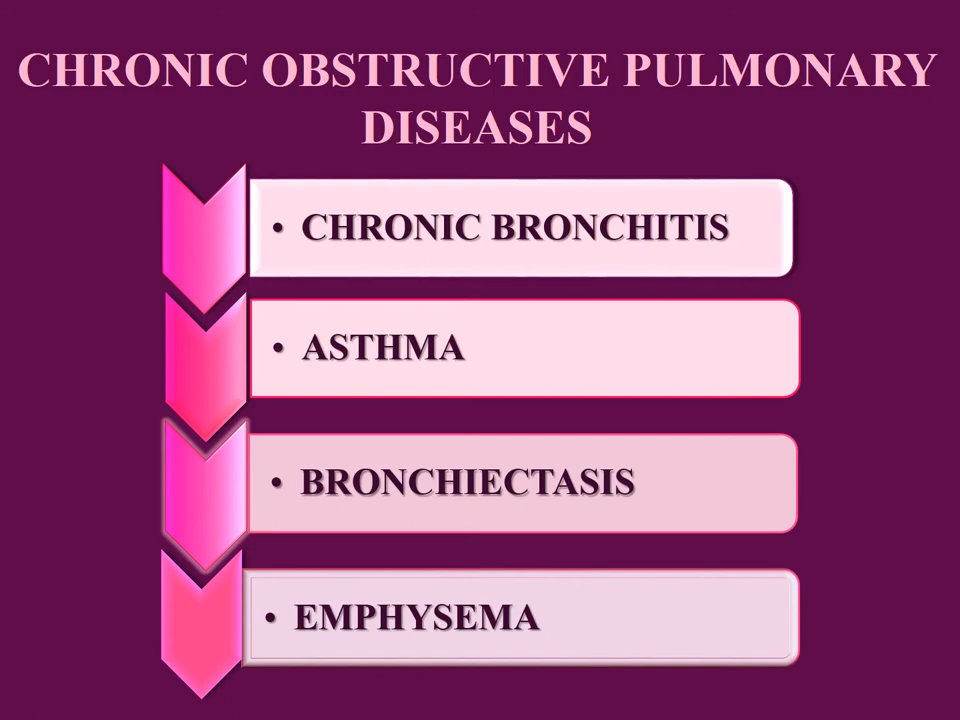 CHRONIC OBSTRUCTIVE PULMONARY
DISEASES
• CHRONIC BRONCHITIS
• ASTHMA
• BRONCHIECTASIS
• EMPHYSEMA